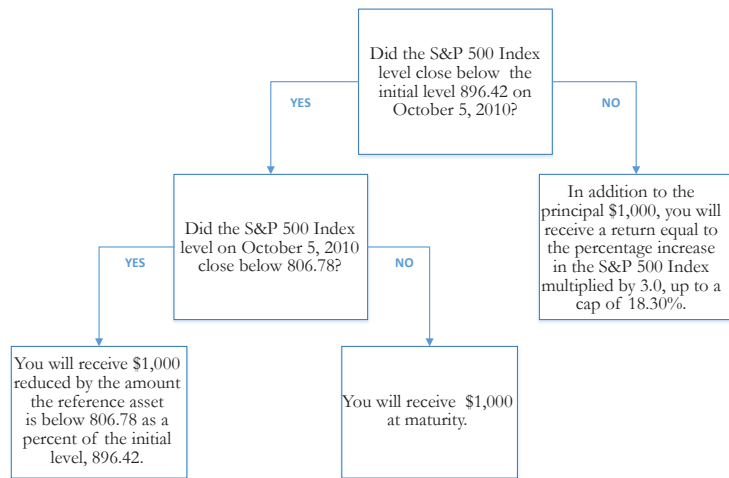 Did the S&P 500 Index
level close below the
initial level 896.42 on
October 5, 2010?
YES
NO
Did the S&P 500 Index
level on October 5, 2010
close below 806.78?
In addition to the
principal $1,000, you will
receive a return equal to
the percentage increase
in the S&P 500 Index
multiplied by 3.0, up to a
cap of 18.30%.
YES
NO
You will receive $1,000
reduced by the amount
the reference asset
is below 806.78 as a
percent of the initial
level, 896.42.
You will receive $1,000
at maturity.